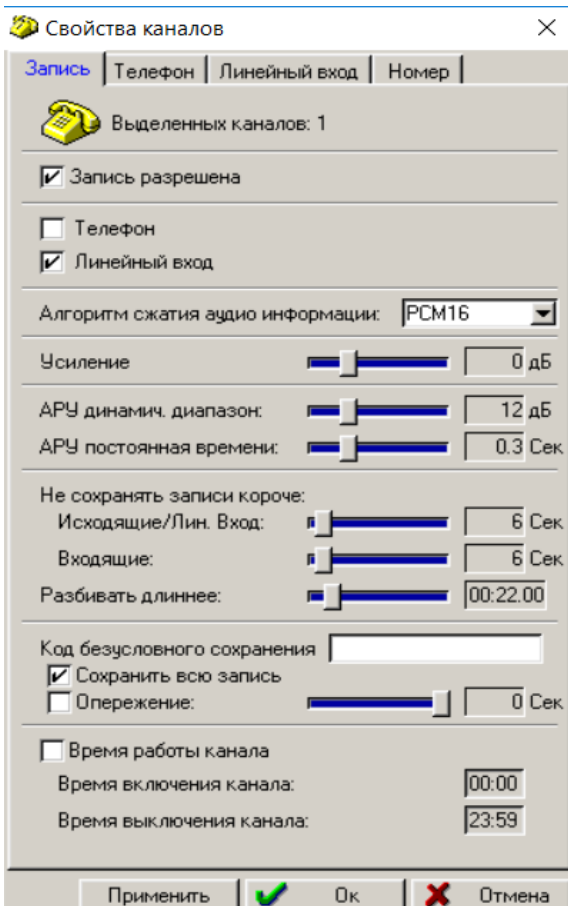 Свойства каналов
Запись Телефон Линейный вход Номер
Выделенных каналов: 1
Запись разрешена
Телефон
Линейный вход
Алгоритм сжатия аудио информации: PCM16
Усиление 0 дБ
АРУ динамич. диапазон: 12 дБ
АРУ постоянная времени: 0.3 Сек
Не сохранять записи короче:
Исходящие/Лин. Вход: 6 Сек
Входящие: 6 Сек
Разбивать длиннее: 00:22.00
Код безусловного сохранения
Сохранить всю запись
Опережение: 0 Сек
Время работы канала
Время включения канала: 00:00
Время выключения канала: 23:59
Применить Ок Отмена